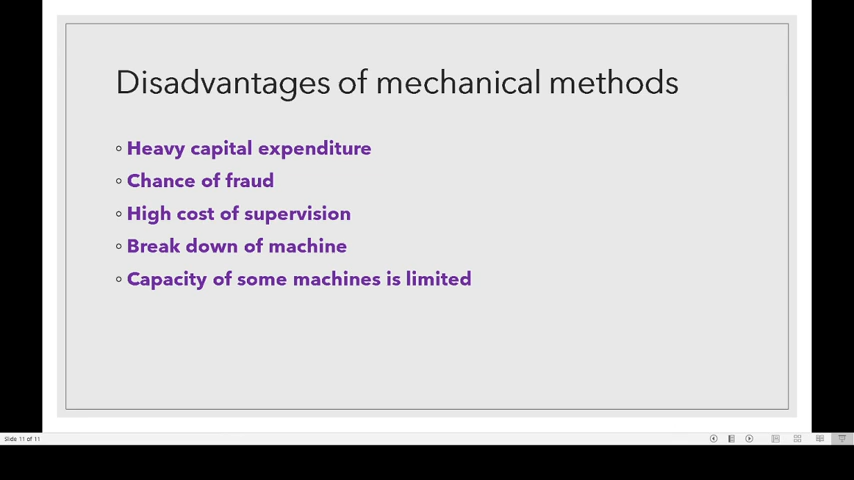 Disadvantages of mechanical methods
◦ Heavy capital expenditure
◦ Chance of fraud
◦ High cost of supervision
◦ Break down of machine
◦ Capacity of some machines is limited
Slide 11 of 11